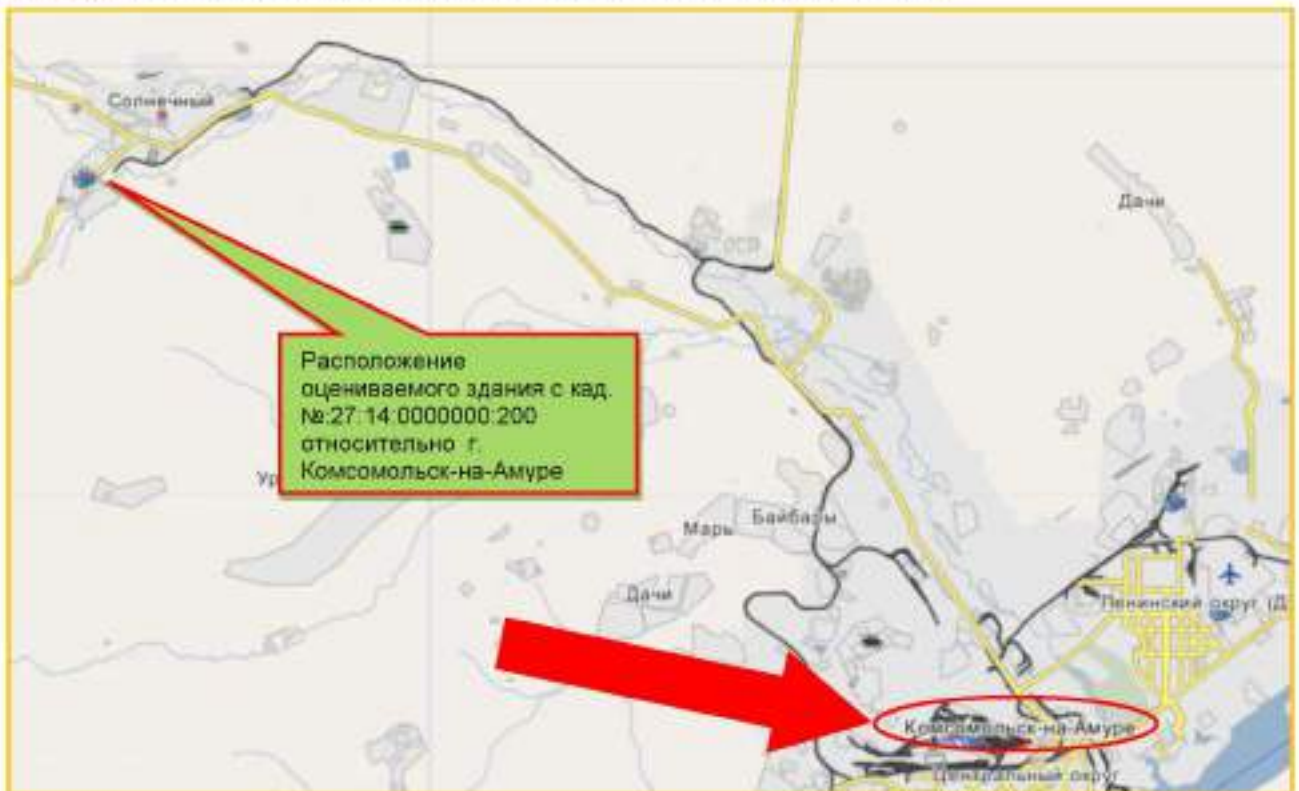 Солнечный
Дачи
Расположение
оцениваемого здания с кад.
№:27:14:0000000:200
относительно г.
Комсомольск-на-Амуре
Ур
Марь
Байбары
Дачи
Ленинский округ (Д
Комсомольск-на-Амуре
Центральный округ